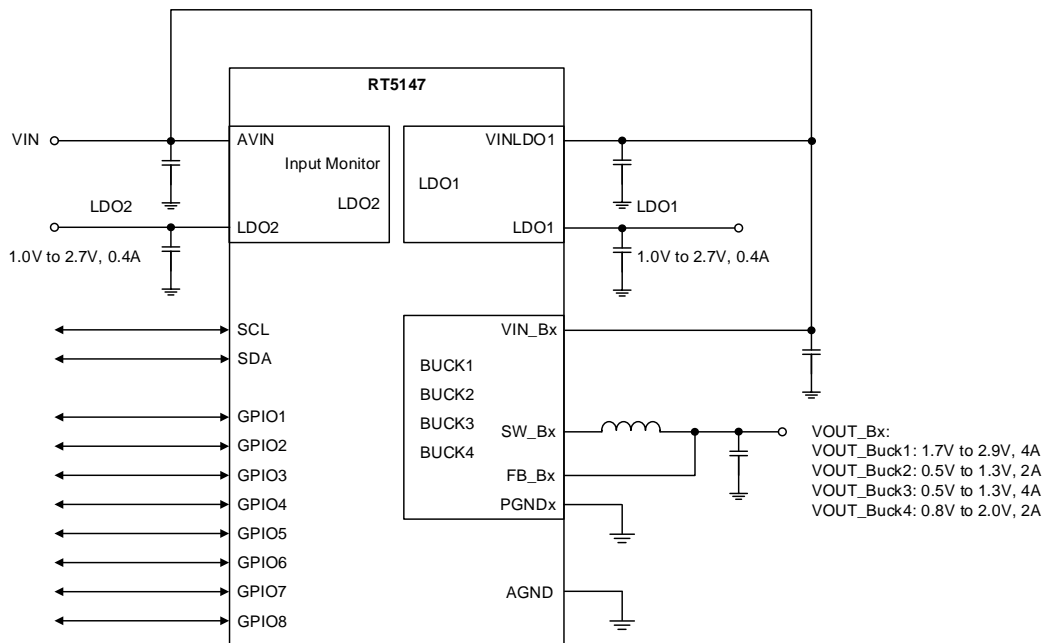 RT5147
VIN
AVIN
Input Monitor
LDO2
LDO2
LDO2
1.0V to 2.7V, 0.4A
VINLDO1
LDO1
LDO1
LDO1
1.0V to 2.7V, 0.4A
SCL
SDA
GPIO1
GPIO2
GPIO3
GPIO4
GPIO5
GPIO6
GPIO7
GPIO8
VIN_Bx
BUCK1
BUCK2
BUCK3
BUCK4
SW_Bx
FB_Bx
PGNDx
AGND
VOUT_Bx:
VOUT_Buck1: 1.7V to 2.9V, 4A
VOUT_Buck2: 0.5V to 1.3V, 2A
VOUT_Buck3: 0.5V to 1.3V, 4A
VOUT_Buck4: 0.8V to 2.0V, 2A